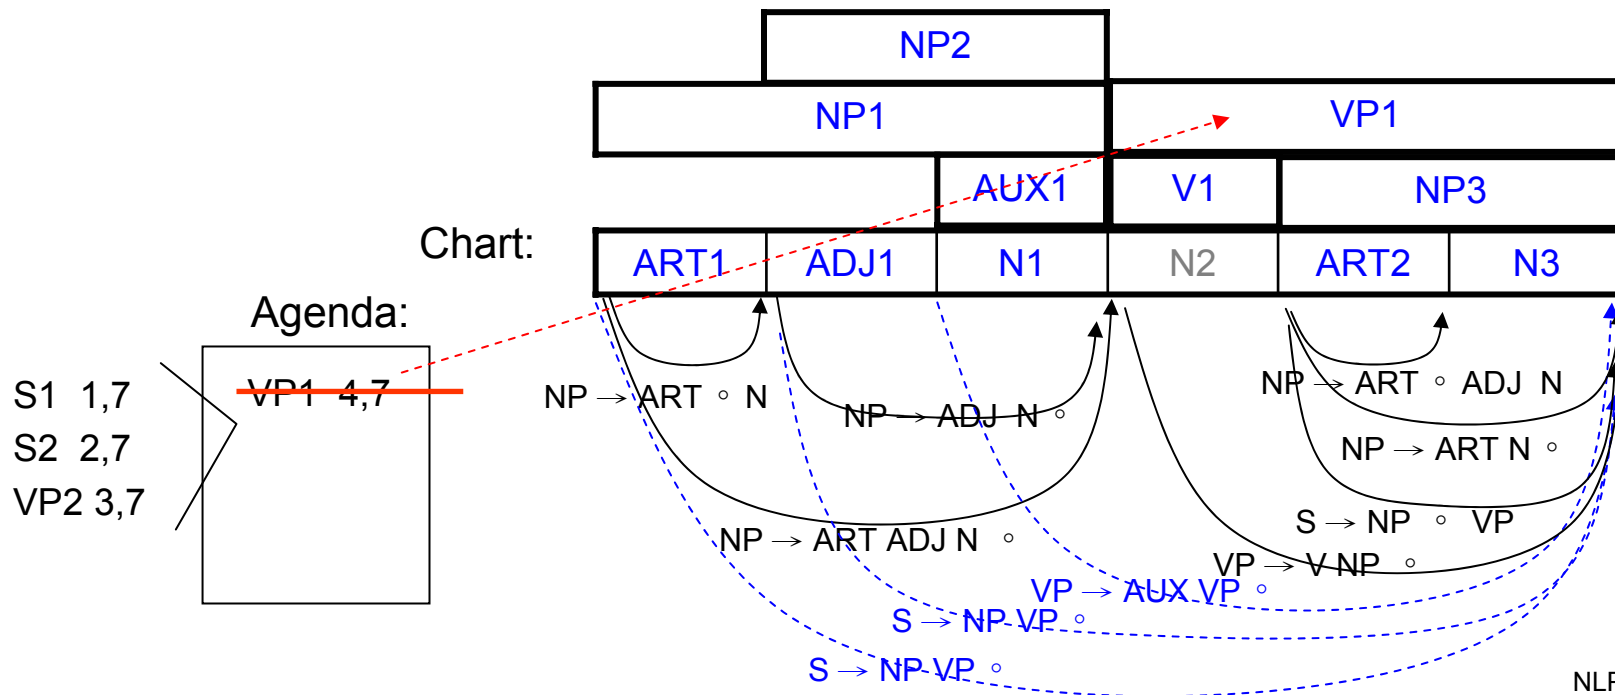 NP2
NP1 VP1
AUX1 V1 NP3
Chart:
ART1 ADJ1 N1 N2 ART2 N3
Agenda:
VP1 4,7
S1 1,7
S2 2,7
VP2 3,7
NP → ART ° N
NP → ADJ N °
NP → ART ° ADJ N
NP → ART N °
S → NP ° VP
NP → ART ADJ N °
VP → V NP °
VP → AUX VP °
S → NP VP °
S → NP VP °